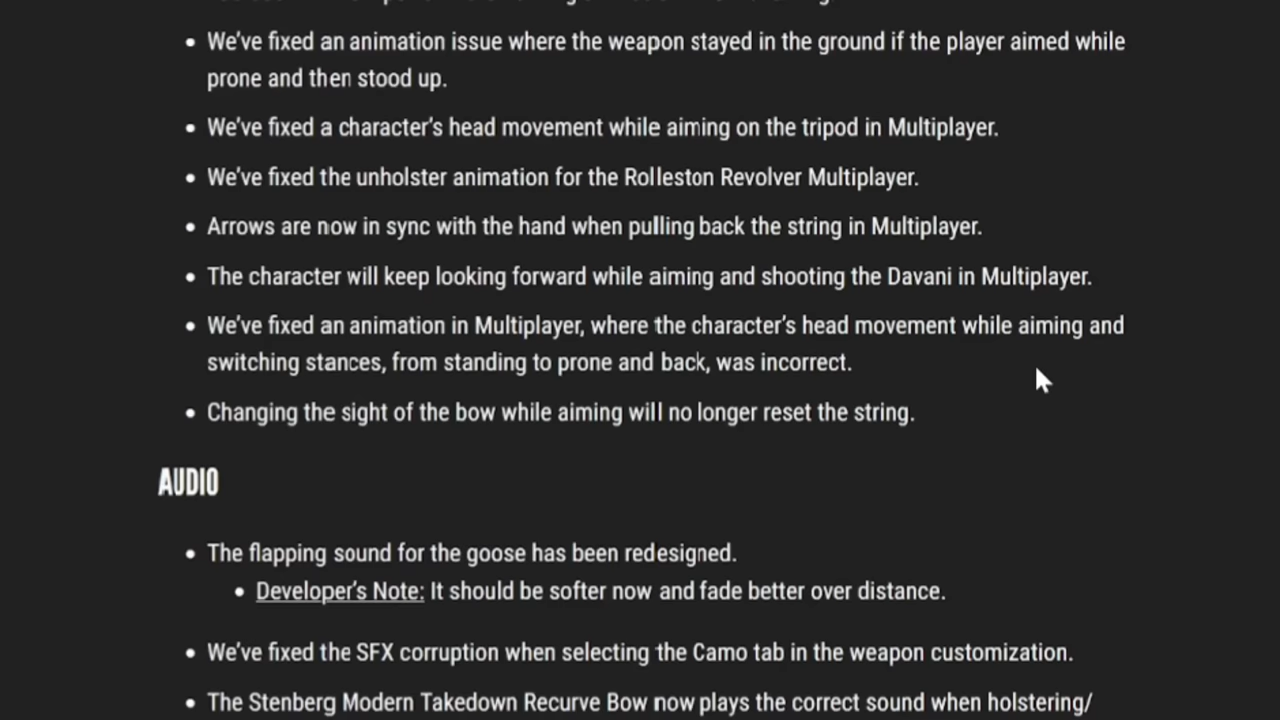 We've fixed an animation issue where the weapon stayed in the ground if the player aimed while
prone and then stood up.
We've fixed a character's head movement while aiming on the tripod in Multiplayer.
We've fixed the unholster animation for the Rolleston Revolver Multiplayer.
Arrows are now in sync with the hand when pulling back the string in Multiplayer.
The character will keep looking forward while aiming and shooting the Davani in Multiplayer.
We've fixed an animation in Multiplayer, where the character's head movement while aiming and
switching stances, from standing to prone and back, was incorrect.
Changing the sight of the bow while aiming will no longer reset the string.
AUDIO
The flapping sound for the goose has been redesigned.
Developer's Note: It should be softer now and fade better over distance.
We've fixed the SFX corruption when selecting the Camo tab in the weapon customization.
The Stenberg Modern Takedown Recurve Bow now plays the correct sound when holstering/